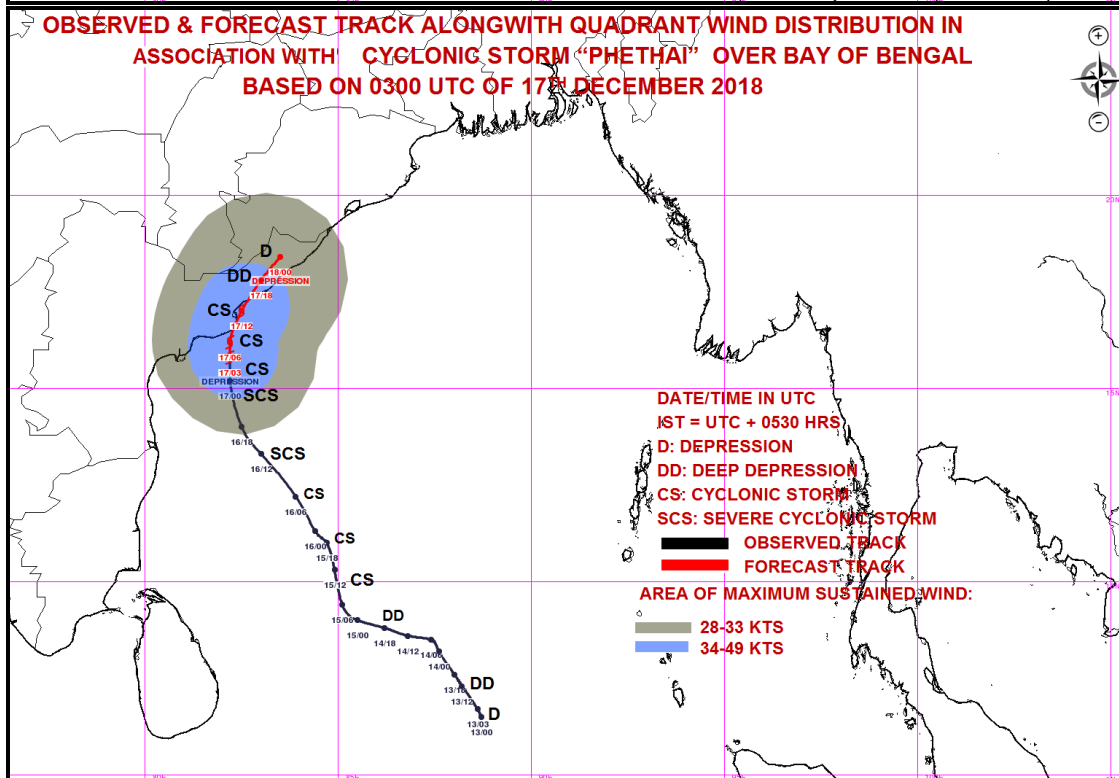 OBSERVED & FORECAST TRACK ALONGWITH QUADRANT WIND DISTRIBUTION IN
ASSOCIATION WITH CYCLONIC STORM “PHETHAI” OVER BAY OF BENGAL
BASED ON 0300 UTC OF 17TH DECEMBER 2018
20N
D
18/00
DD
DEPRESSION
17/18
CS
17/12
CS
17/06
17/03
CS
DEPRESSION
15N
17/00
SCS
16/18
SCS
16/12
CS
16/06
16/00
CS
15/18
15/12
CS
15/06
15/00
DD
14/18
14/12
14/06
14/00
13/18
DD
13/12
D
13/03
13/00
DATE/TIME IN UTC
IST = UTC + 0530 HRS
D: DEPRESSION
DD: DEEP DEPRESSION
CS: CYCLONIC STORM
SCS: SEVERE CYCLONIC STORM
OBSERVED TRACK
FORECAST TRACK
AREA OF MAXIMUM SUSTAINED WIND:
28-33 KTS
34-49 KTS